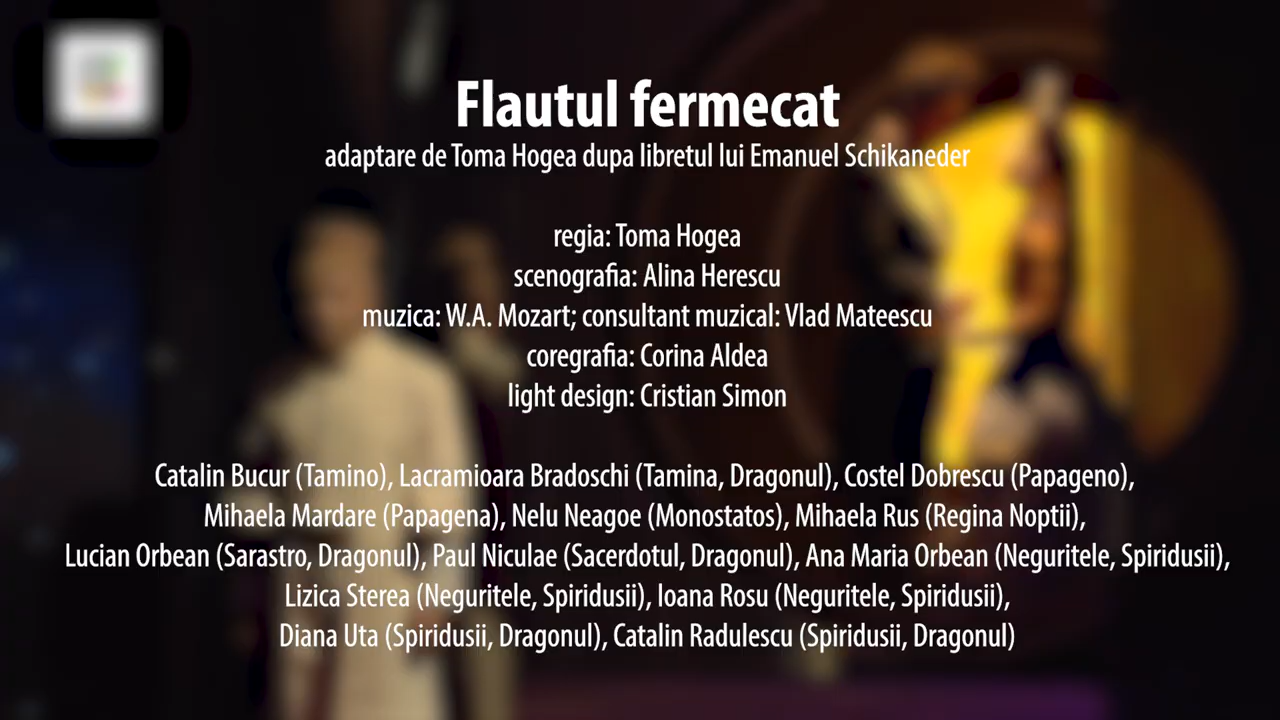 Flautul fermecat
adaptare de Toma Hogea dupa libretul lui Emanuel Schikaneder
regia: Toma Hogea
scenografia: Alina Herescu
muzica: W.A. Mozart; consultant muzical: Vlad Mateescu
coregrafia: Corina Aldea
light design: Cristian Simon
Catalin Bucur (Tamino), Lacramioara Bradoschi (Tamina, Dragonul), Costel Dobrescu (Papageno),
Mihaela Mardare (Papagena), Nelu Neagoe (Monostatos), Mihaela Rus (Regina Noptii),
Lucian Orbean (Sarastro, Dragonul), Paul Niculae (Sacerdotul, Dragonul), Ana Maria Orbean (Neguritele, Spiridusii),
Lizica Sterea (Neguritele, Spiridusii), Ioana Rosu (Neguritele, Spiridusii),
Diana Uta (Spiridusii, Dragonul), Catalin Radulescu (Spiridusii, Dragonul)